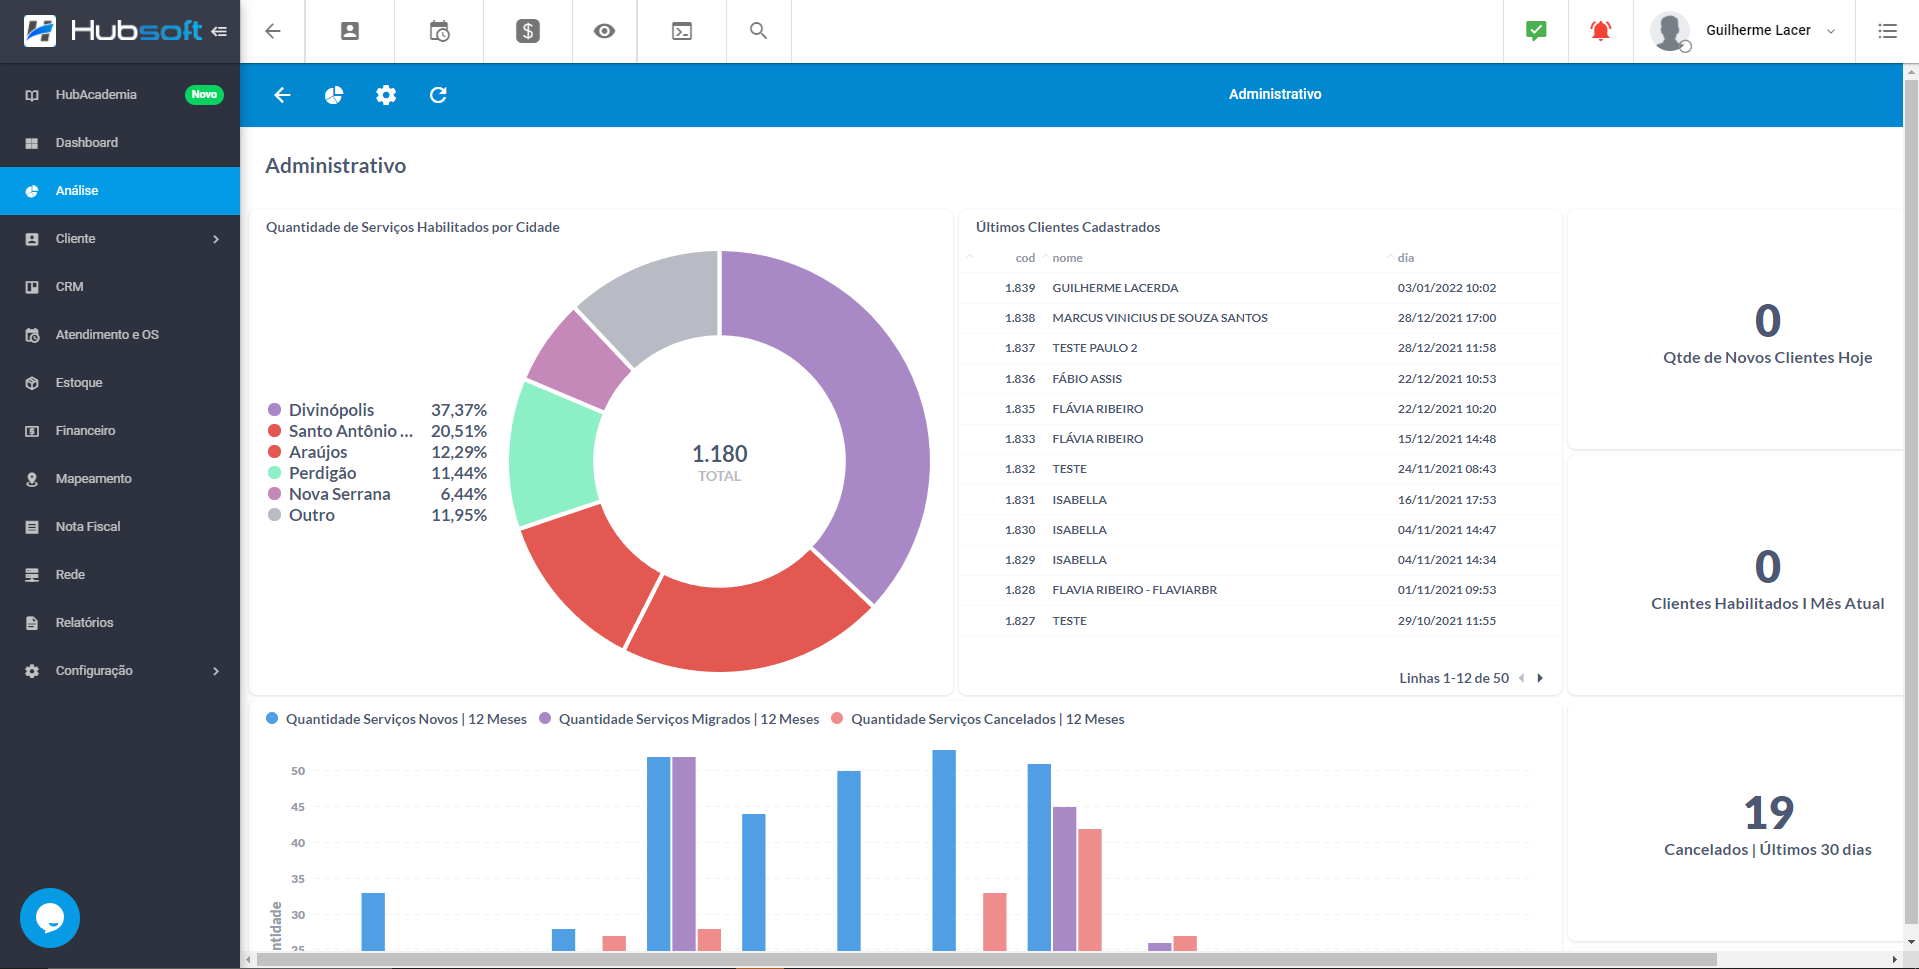 Hubsoft
Guilherme Lacer
HubAcademia
Novo
Dashboard
Análise
Cliente
CRM
Atendimento e OS
Estoque
Financeiro
Mapeamento
Nota Fiscal
Rede
Relatórios
Configuração
Administrativo
Administrativo
Quantidade de Serviços Habilitados por Cidade
Divinópolis 37,37%
Santo Antônio ... 20,51%
Araújos 12,29%
Perdigão 11,44%
Nova Serrana 6,44%
Outro 11,95%
1.180
TOTAL
Últimos Clientes Cadastrados
cod nome dia
1.839 GUILHERME LACERDA 03/01/2022 10:02
1.838 MARCUS VINICIUS DE SOUZA SANTOS 28/12/2021 17:00
1.837 TESTE PAULO 2 28/12/2021 11:58
1.836 FÁBIO ASSIS 22/12/2021 10:53
1.835 FLÁVIA RIBEIRO 22/12/2021 10:20
1.833 FLÁVIA RIBEIRO 15/12/2021 14:48
1.832 TESTE 24/11/2021 08:43
1.831 ISABELLA 16/11/2021 17:53
1.830 ISABELLA 04/11/2021 14:47
1.829 ISABELLA 04/11/2021 14:34
1.828 FLAVIA RIBEIRO - FLAVIARBR 01/11/2021 09:53
1.827 TESTE 29/10/2021 11:55
Linhas 1-12 de 50
0
Qtde de Novos Clientes Hoje
0
Clientes Habilitados I Mês Atual
19
Cancelados | Últimos 30 dias
Quantidade Serviços Novos | 12 Meses Quantidade Serviços Migrados | 12 Meses Quantidade Serviços Cancelados | 12 Meses
50
45
40
35
30
25
ntidade